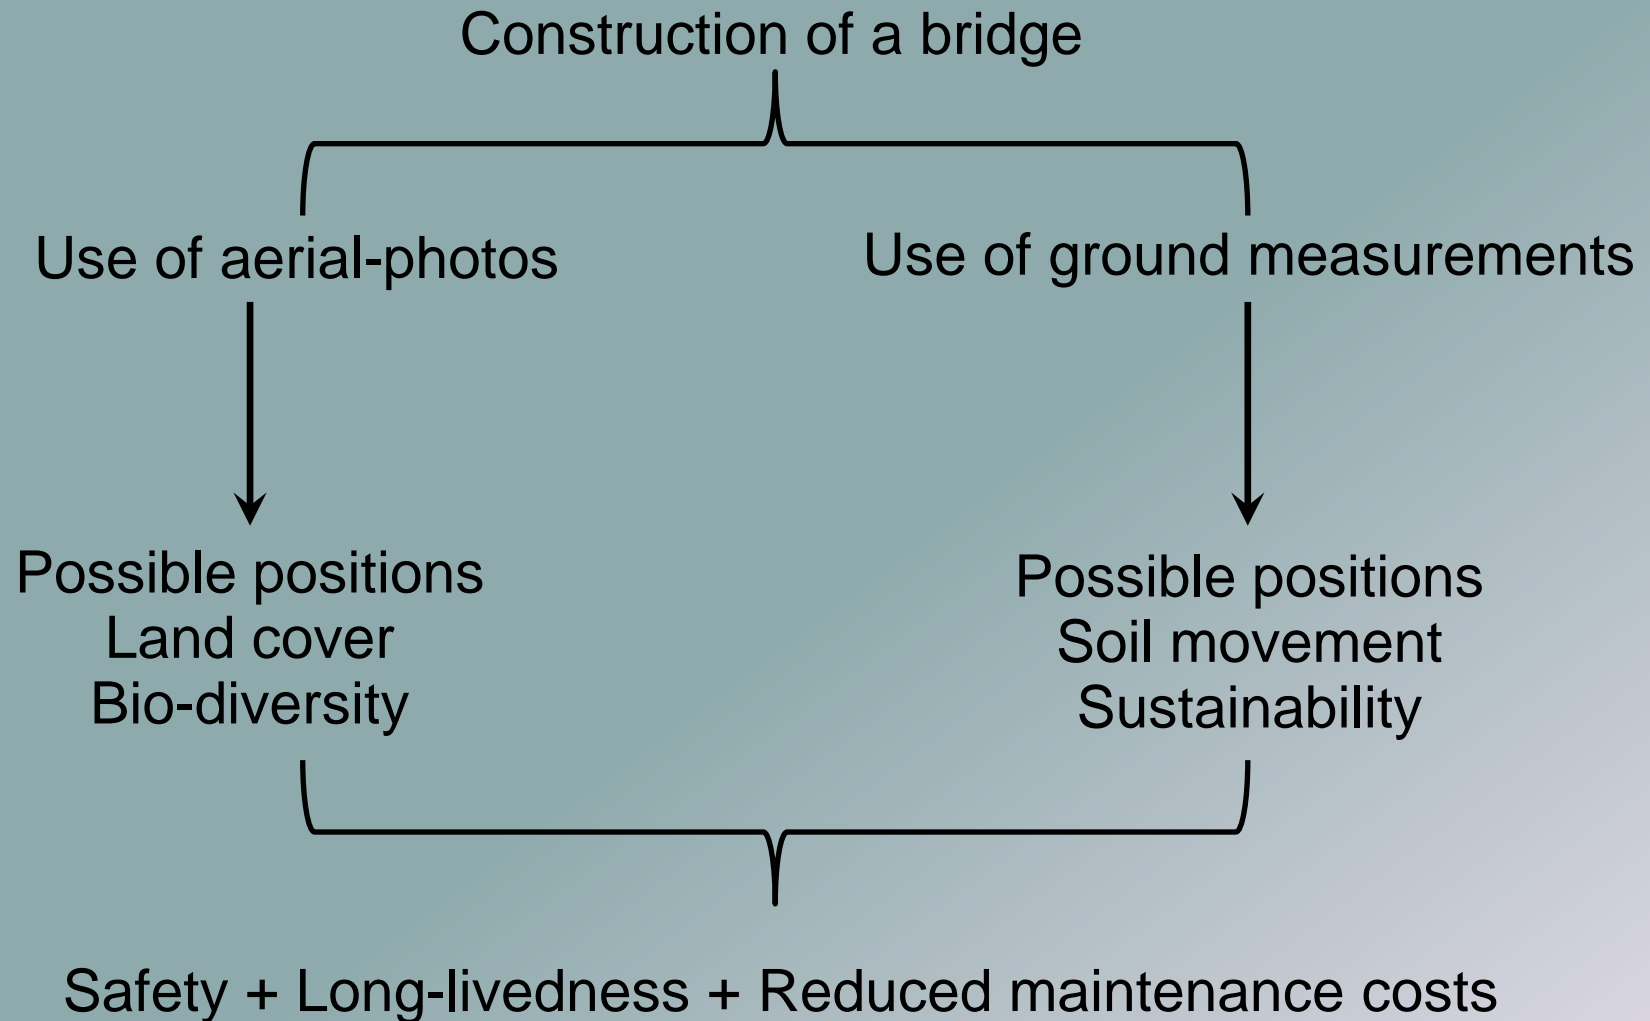 Construction of a bridge
Use of aerial-photos
Use of ground measurements
Possible positions
Land cover
Bio-diversity
Possible positions
Soil movement
Sustainability
Safety + Long-livedness + Reduced maintenance costs